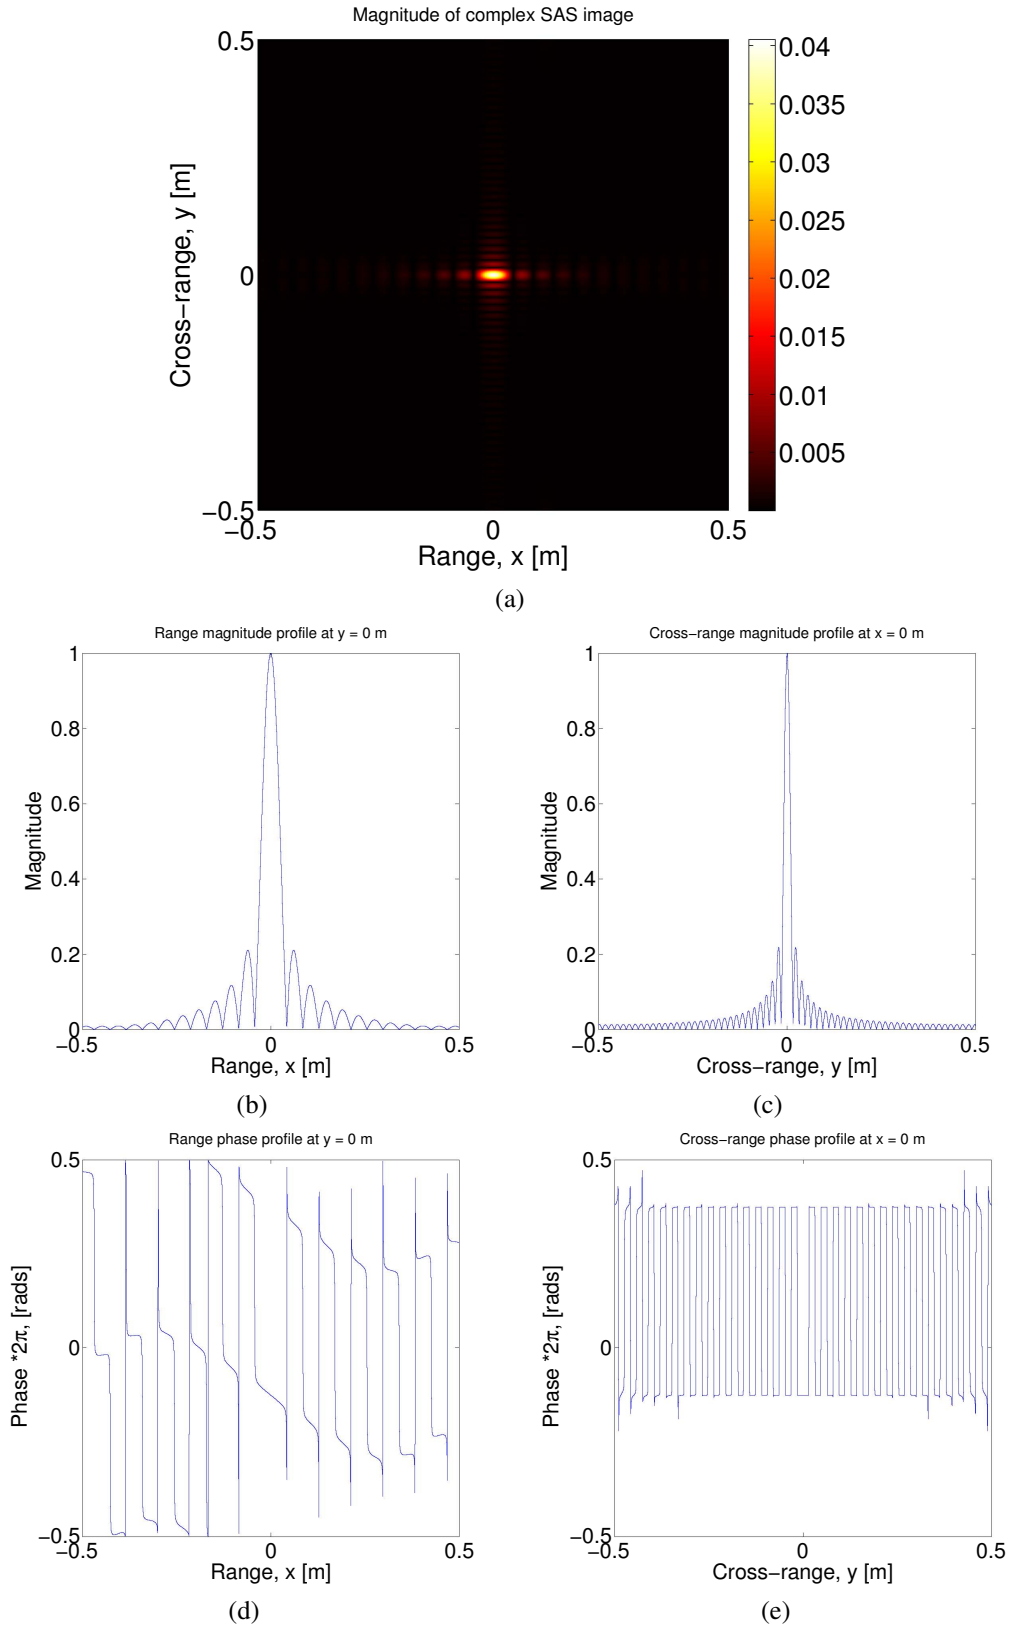 Magnitude of complex SAS image
0.5
0
−0.5
−0.5 0 0.5
Cross−range, y [m]
Range, x [m]
0.04
0.035
0.03
0.025
0.02
0.015
0.01
0.005
(a)
Range magnitude profile at y = 0 m
1
0.8
0.6
0.4
0.2
0
−0.5 0 0.5
Magnitude
Range, x [m]
(b)
Cross−range magnitude profile at x = 0 m
1
0.8
0.6
0.4
0.2
0
−0.5 0 0.5
Magnitude
Cross−range, y [m]
(c)
Range phase profile at y = 0 m
0.5
0
−0.5
−0.5 0 0.5
Phase *2π, [rads]
Range, x [m]
(d)
Cross−range phase profile at x = 0 m
0.5
0
−0.5
−0.5 0 0.5
Phase *2π, [rads]
Cross−range, y [m]
(e)